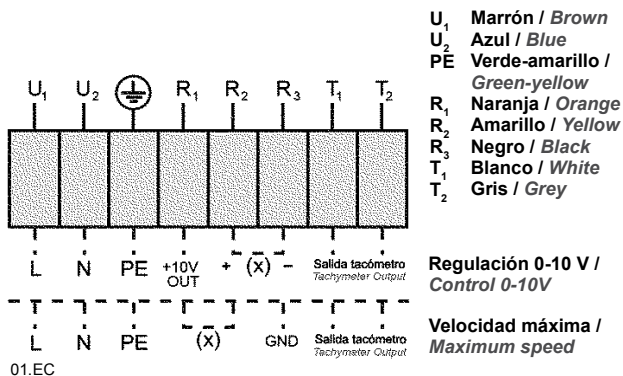 U1 Marrón / Brown
U2 Azul / Blue
PE Verde-amarillo /
Green-yellow
R1 Naranja / Orange
R2 Amarillo / Yellow
R3 Negro / Black
T1 Blanco / White
T2 Gris / Grey
U1 U2 R1 R2 R3 T1 T2
L N PE +10V OUT + (x) − Salida tacómetro
Tachymeter Output
Regulación 0-10 V /
Control 0-10V
L N PE (x) GND Salida tacómetro
Tachymeter Output
Velocidad máxima /
Maximum speed
01.EC